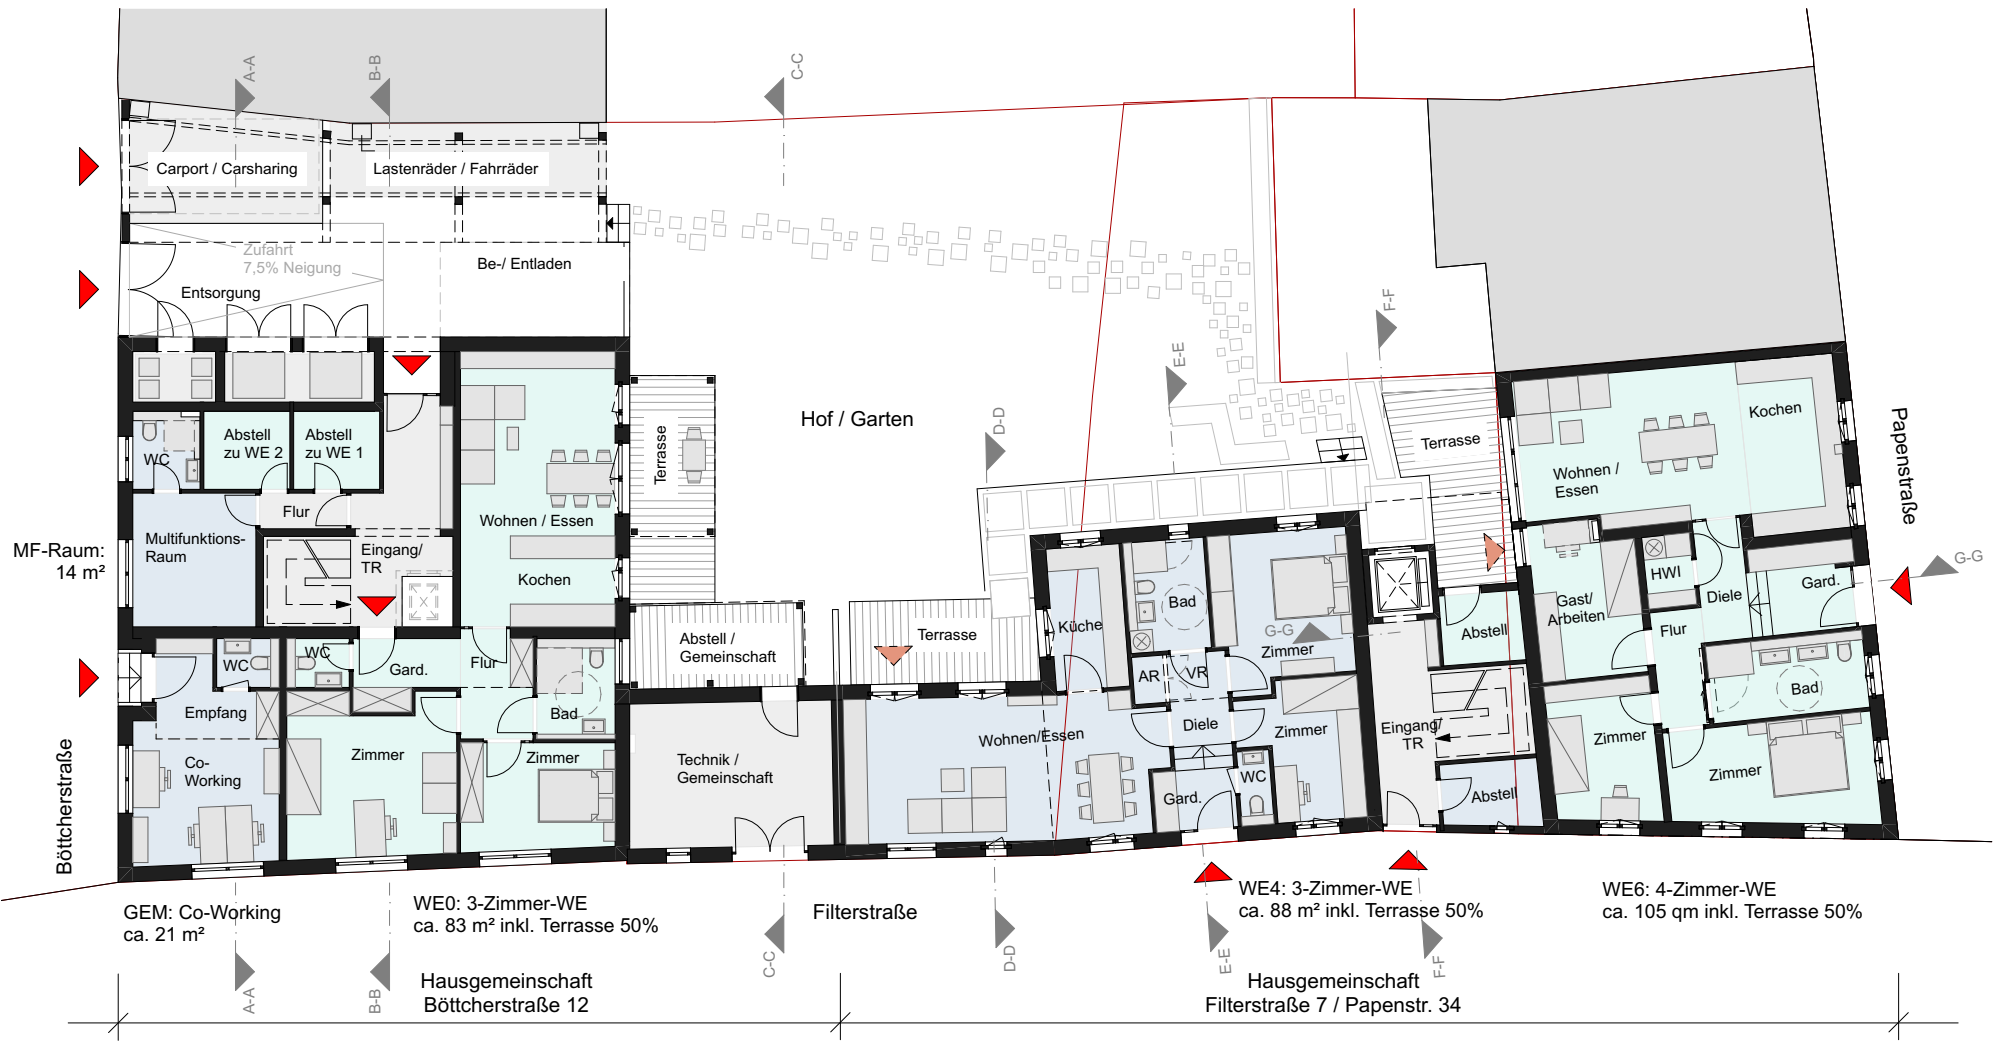 A-A
B-B
C-C
Carport / Carsharing
Lastenräder / Fahrräder
Zufahrt
7,5% Neigung
Be-/ Entladen
Entsorgung
F-F
E-E
D-D
Hof / Garten
Terrasse
Terrasse
Kochen
Wohnen /
Essen
Papenstraße
WC
Abstell
zu WE 2
Abstell
zu WE 1
Flur
Multifunktions-
Raum
MF-Raum:
14 m²
Eingang/
TR
Wohnen / Essen
Kochen
G-G
HWI
Gard.
Diele
Gast/
Arbeiten
Flur
Abstell
Küche
Bad
G-G
Zimmer
Abstell /
Gemeinschaft
Terrasse
WC
WC
Gard.
Flur
AR
VR
Bad
Empfang
Bad
Diele
Zimmer
Eingang/
TR
Wohnen/Essen
Zimmer
Zimmer
Co-
Working
Zimmer
Zimmer
Technik /
Gemeinschaft
WC
Gard.
Abstell
Böttcherstraße
GEM: Co-Working
ca. 21 m²
WE0: 3-Zimmer-WE
ca. 83 m² inkl. Terrasse 50%
Filterstraße
WE4: 3-Zimmer-WE
ca. 88 m² inkl. Terrasse 50%
WE6: 4-Zimmer-WE
ca. 105 qm inkl. Terrasse 50%
A-A
B-B
C-C
D-D
E-E
F-F
Hausgemeinschaft
Böttcherstraße 12
Hausgemeinschaft
Filterstraße 7 / Papenstr. 34